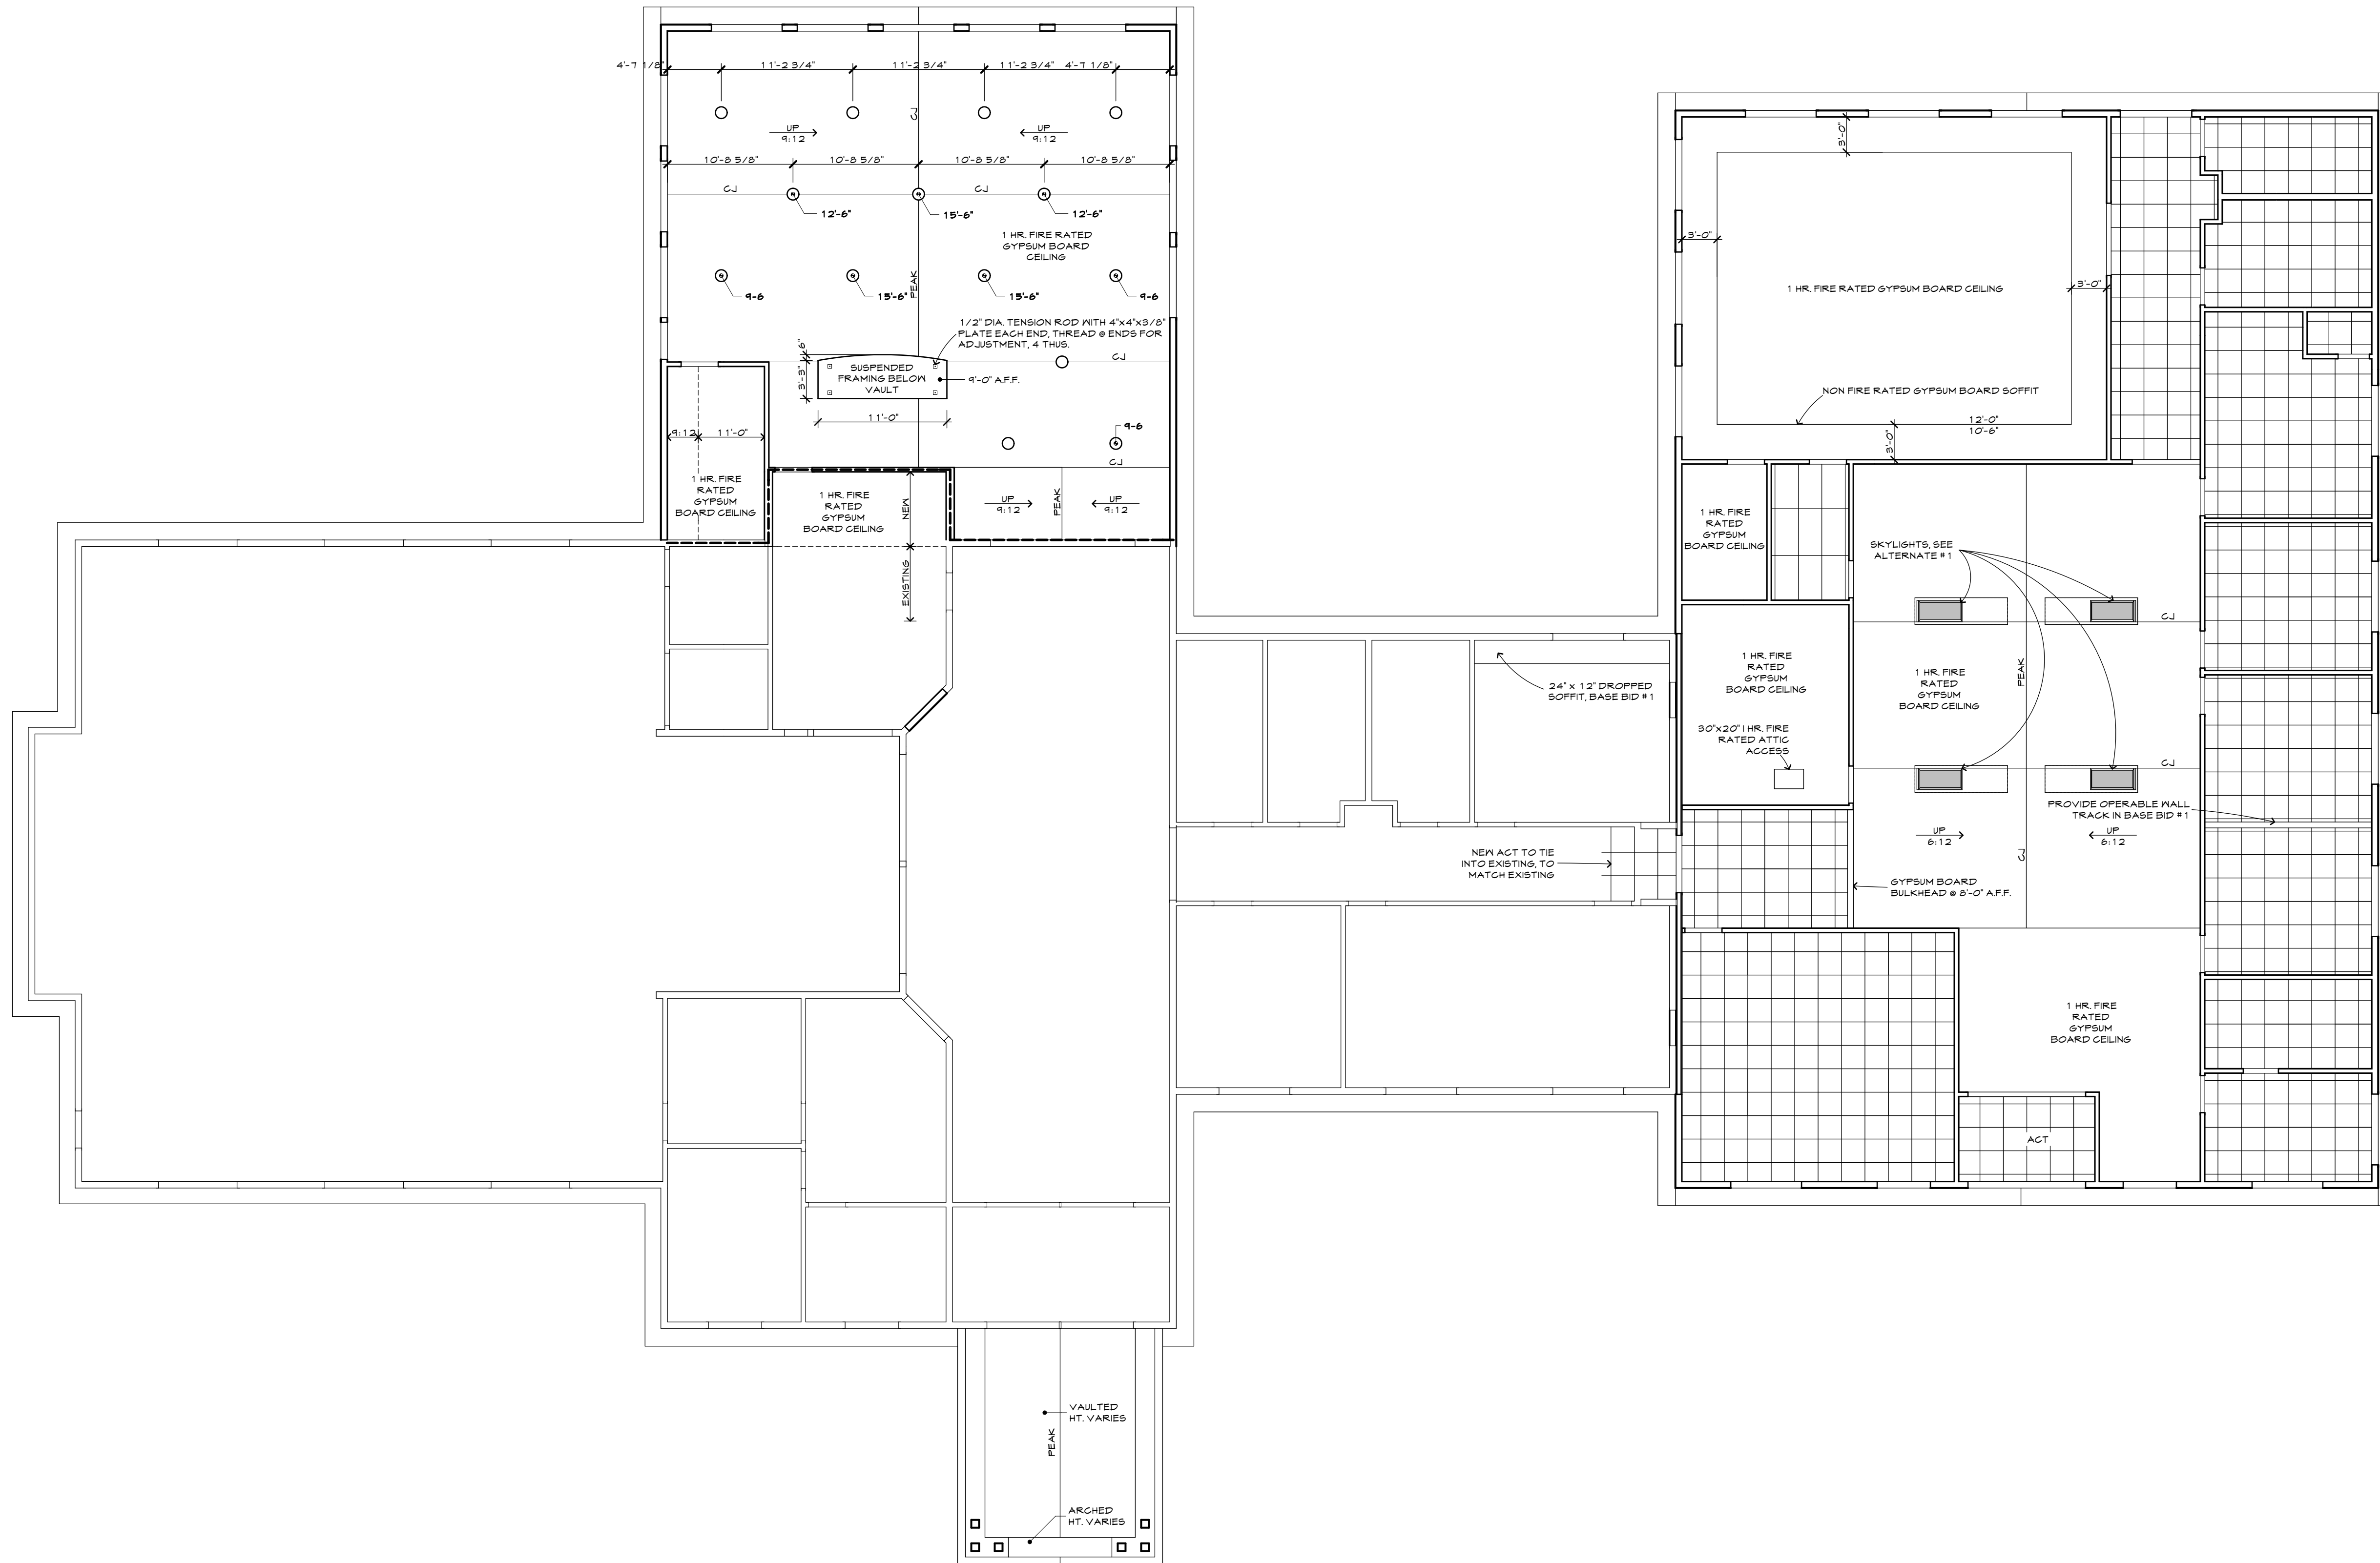 4'-7 1/8"
11'-2 3/4"
11'-2 3/4"
11'-2 3/4"
4'-7 1/8"
CJ
UP
9:12
UP
9:12
10'-8 5/8"
10'-8 5/8"
10'-8 5/8"
10'-8 5/8"
CJ
CJ
12'-6"
15'-6"
12'-6"
1 HR. FIRE RATED
GYPSUM BOARD
CEILING
PEAK
9-6
15'-6"
15'-6"
9-6
1/2" DIA. TENSION ROD WITH 4"x4"x3/8"
PLATE EACH END, THREAD @ ENDS FOR
ADJUSTMENT, 4 THUS.
6"
3'-3"
SUSPENDED
FRAMING BELOW
VAULT
9'-0" A.F.F.
CJ
11'-0"
9-6
CJ
9:12
11'-0"
1 HR. FIRE
RATED
GYPSUM
BOARD CEILING
1 HR. FIRE
RATED
GYPSUM
BOARD CEILING
NEW
EXISTING
UP
9:12
PEAK
UP
9:12
3'-0"
3'-0"
1 HR. FIRE RATED GYPSUM BOARD CEILING
3'-0"
NON FIRE RATED GYPSUM BOARD SOFFIT
12'-0"
10'-6"
3'-0"
1 HR. FIRE
RATED
GYPSUM
BOARD CEILING
SKYLIGHTS, SEE
ALTERNATE #1
CJ
24" x 12" DROPPED
SOFFIT, BASE BID #1
1 HR. FIRE
RATED
GYPSUM
BOARD CEILING
30"x20" 1 HR. FIRE
RATED ATTIC
ACCESS
1 HR. FIRE
RATED
GYPSUM
BOARD CEILING
PEAK
CJ
PROVIDE OPERABLE WALL
TRACK IN BASE BID #1
UP
6:12
UP
6:12
CJ
NEW ACT TO TIE
INTO EXISTING, TO
MATCH EXISTING
GYPSUM BOARD
BULKHEAD @ 8'-0" A.F.F.
1 HR. FIRE
RATED
GYPSUM
BOARD CEILING
ACT
VAULTED
HT. VARIES
PEAK
ARCHED
HT. VARIES